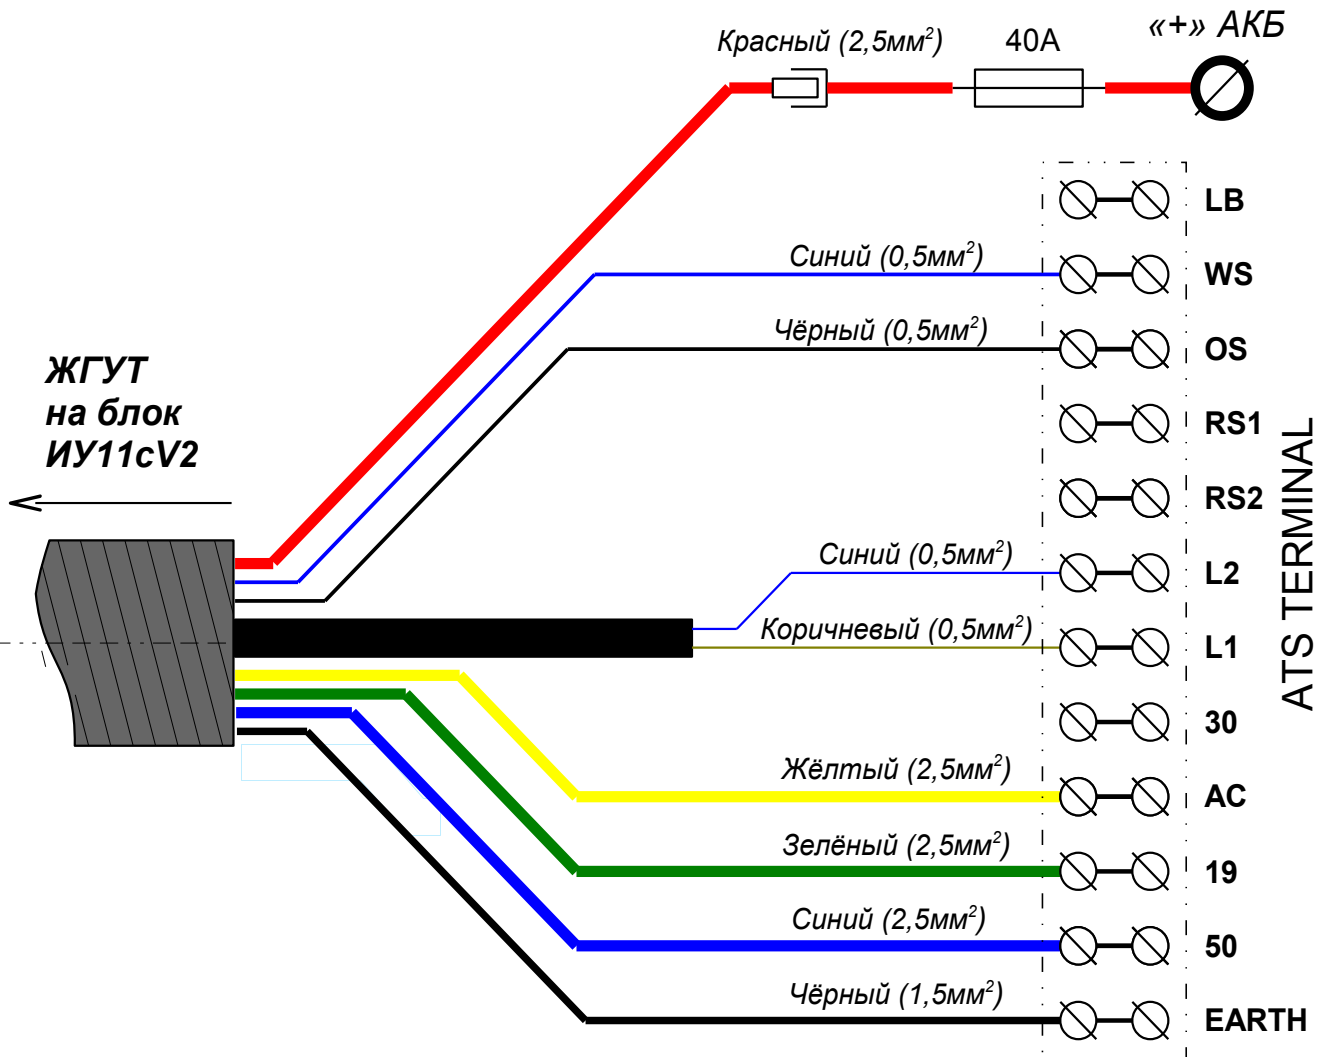 «+» АКБ
Красный (2,5мм²)
40А
LB
Синий (0,5мм²)
WS
Чёрный (0,5мм²)
OS
ЖГУТ
на блок
ИУ11сV2
RS1
RS2
Синий (0,5мм²)
L2
Коричневый (0,5мм²)
L1
ATS TERMINAL
30
Жёлтый (2,5мм²)
AC
Зелёный (2,5мм²)
19
Синий (2,5мм²)
50
Чёрный (1,5мм²)
EARTH